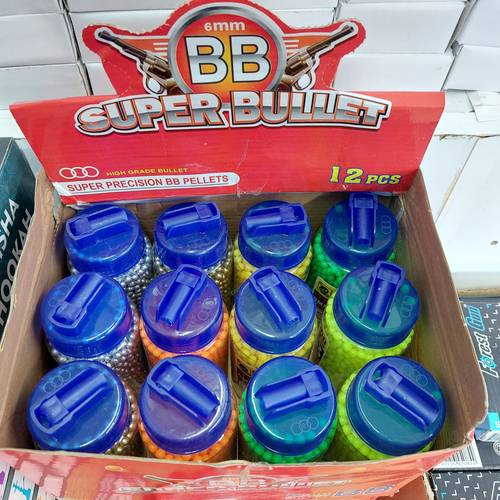 6mm
BB
SUPER BULLET
HIGH GRADE BULLET
SUPER PRECISION BB PELLETS
12 PCS
HOOKAH